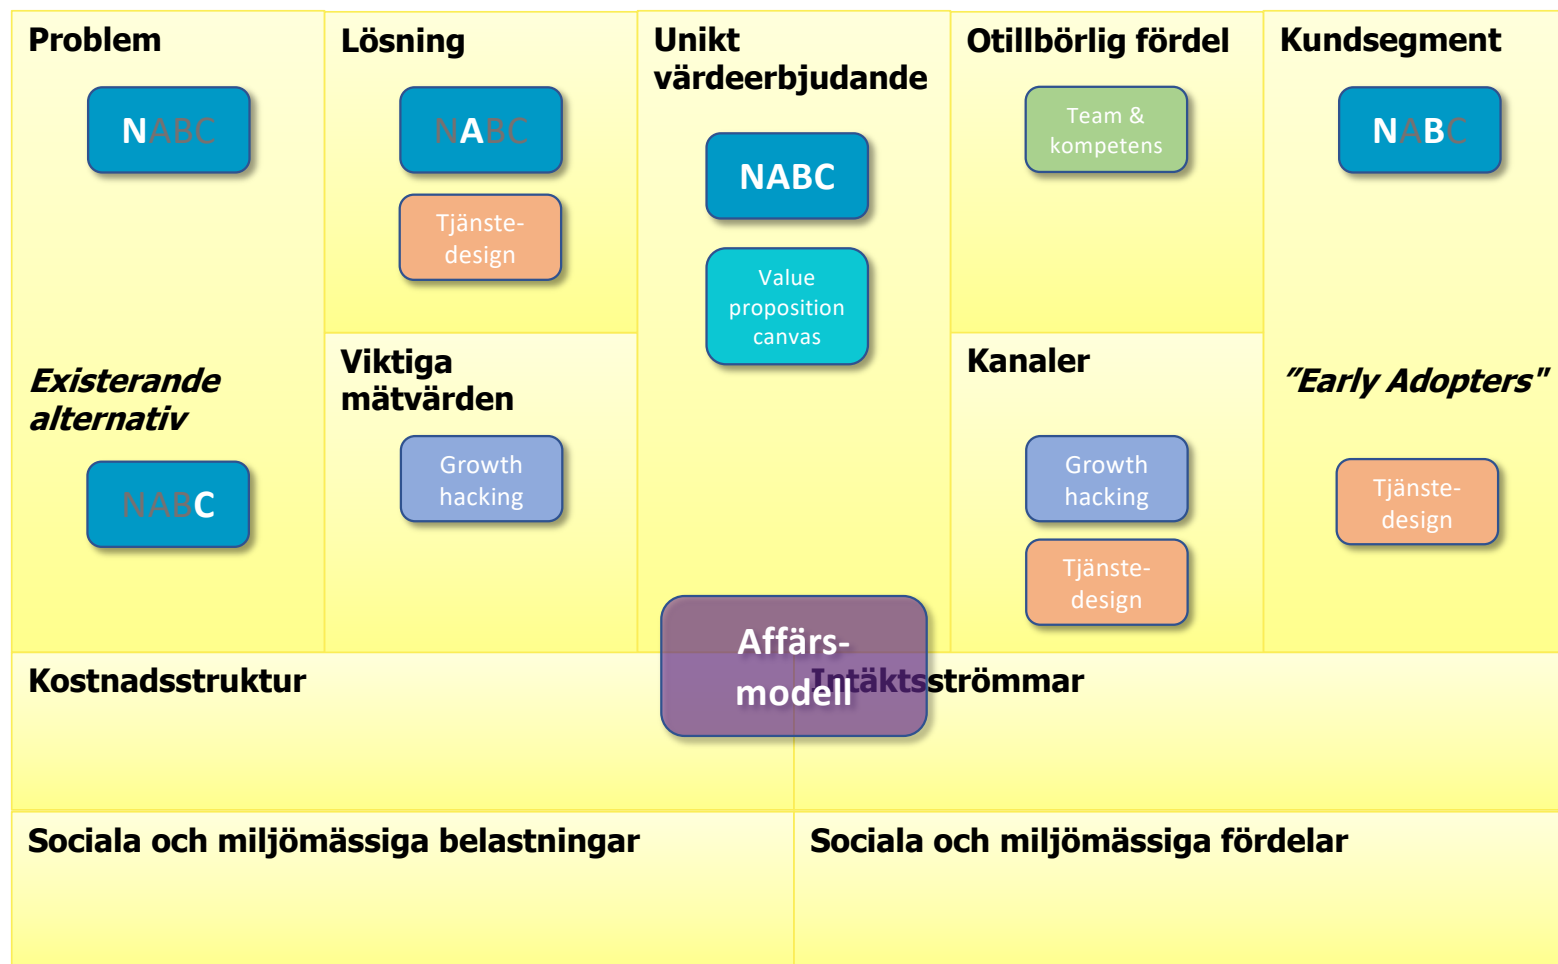 Problem
NABC
Existerande
alternativ
NABC
Lösning
NABC
Tjänste-
design
Viktiga
mätvärden
Growth
hacking
Unikt
värdeerbjudande
NABC
Value
proposition
canvas
Otillbörlig fördel
Team &
kompetens
Kanaler
Growth
hacking
Tjänste-
design
Kundsegment
NABC
”Early Adopters"
Tjänste-
design
Affärs-
modell
Kostnadsstruktur
Intäktsströmmar
Sociala och miljömässiga belastningar
Sociala och miljömässiga fördelar